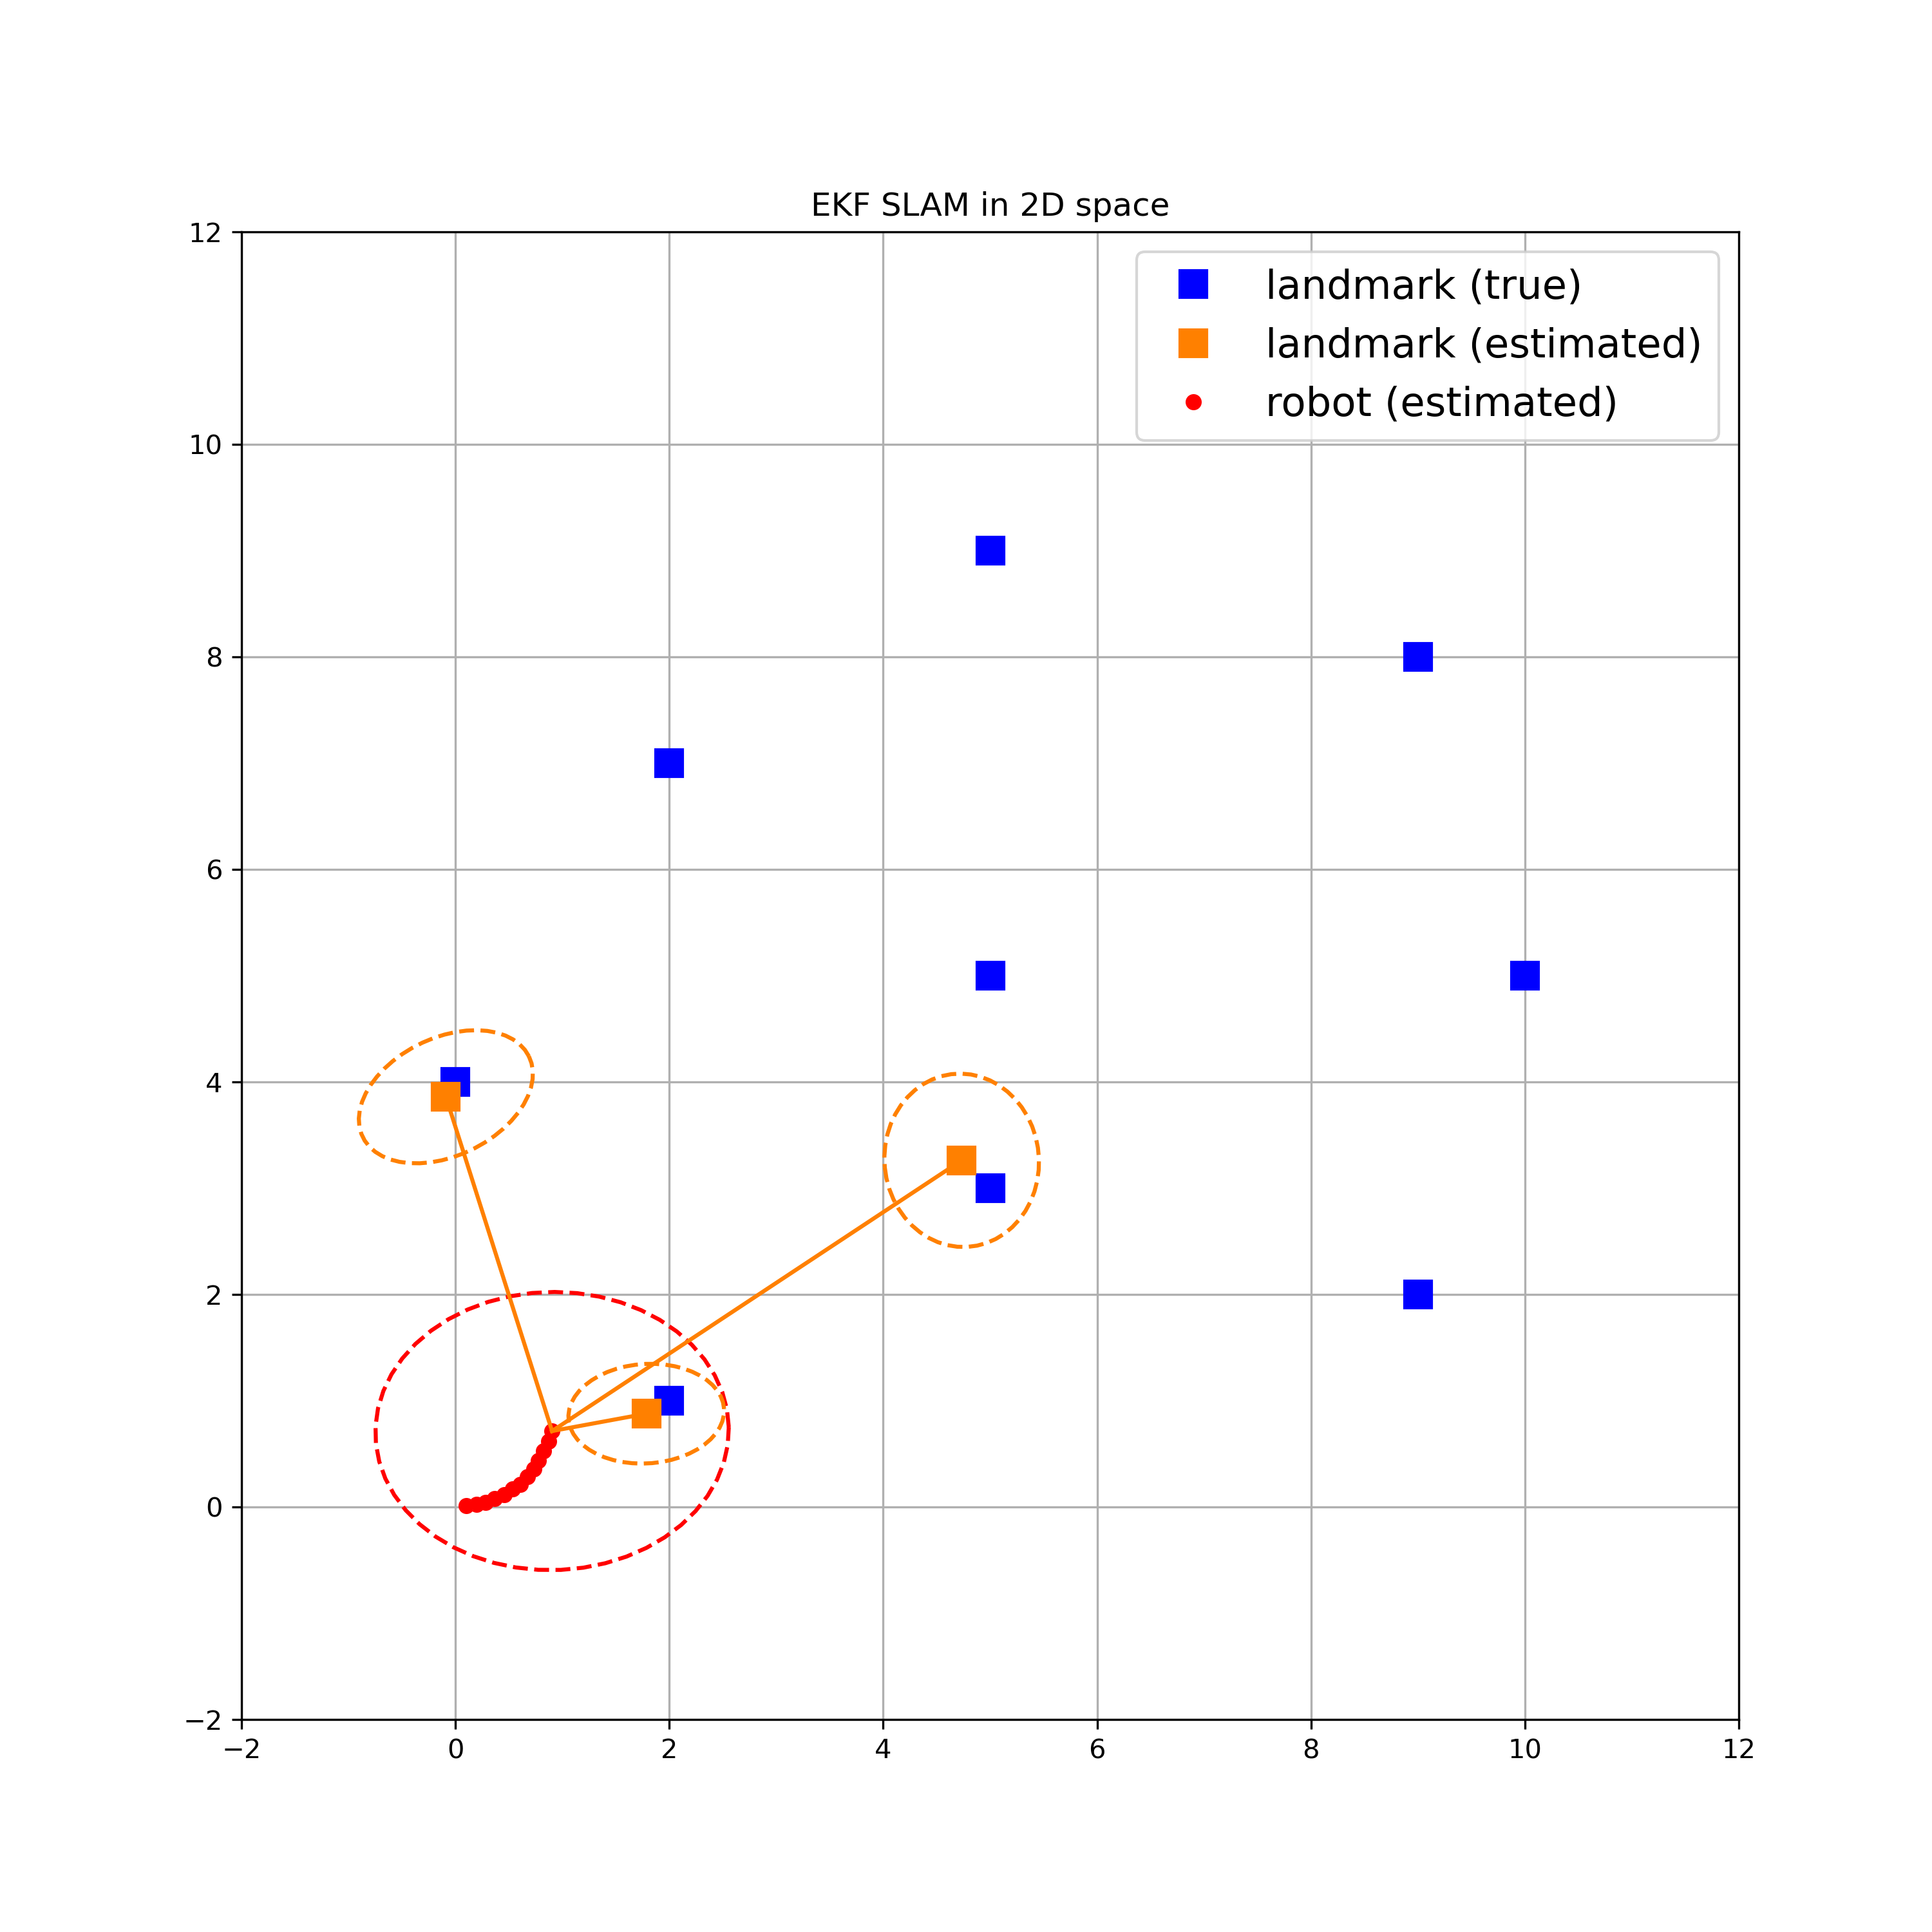 EKF SLAM in 2D space
12
10
8
6
4
2
0
−2
−2 0 2 4 6 8 10 12
landmark (true)
landmark (estimated)
robot (estimated)